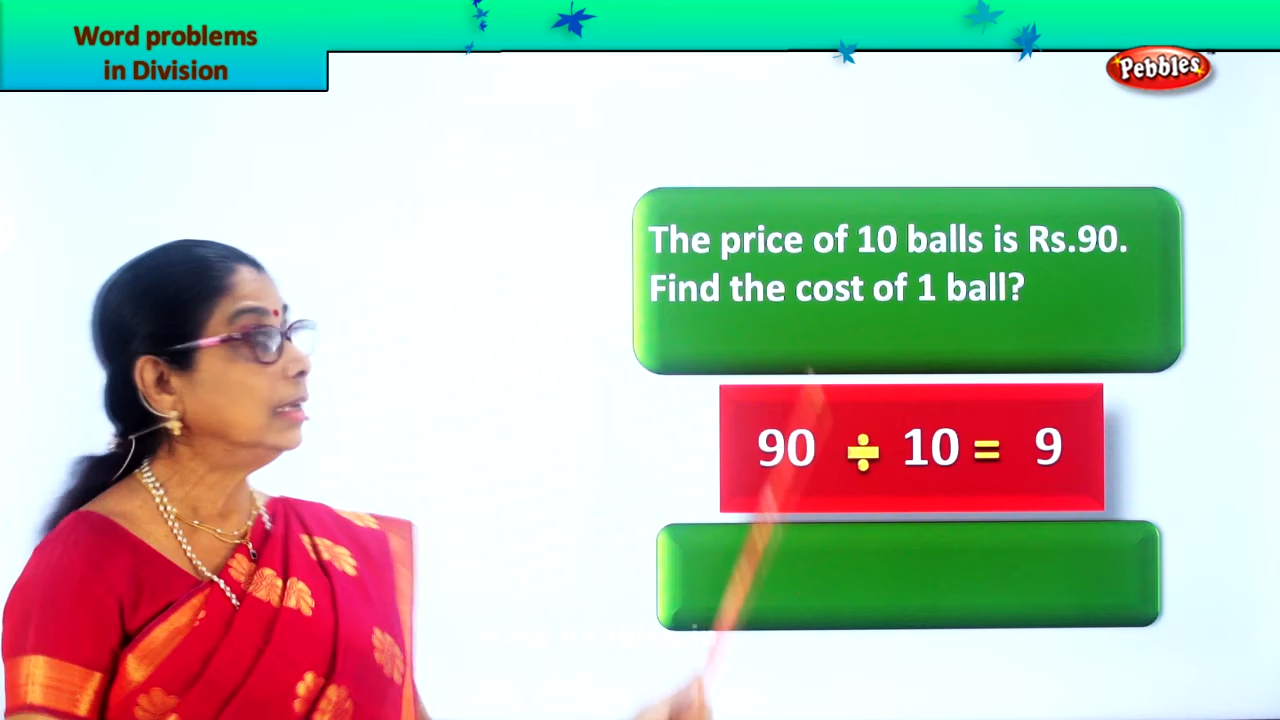 Word problems
in Division
Pebbles
The price of 10 balls is Rs.90.
Find the cost of 1 ball?
90 ÷ 10 = 9